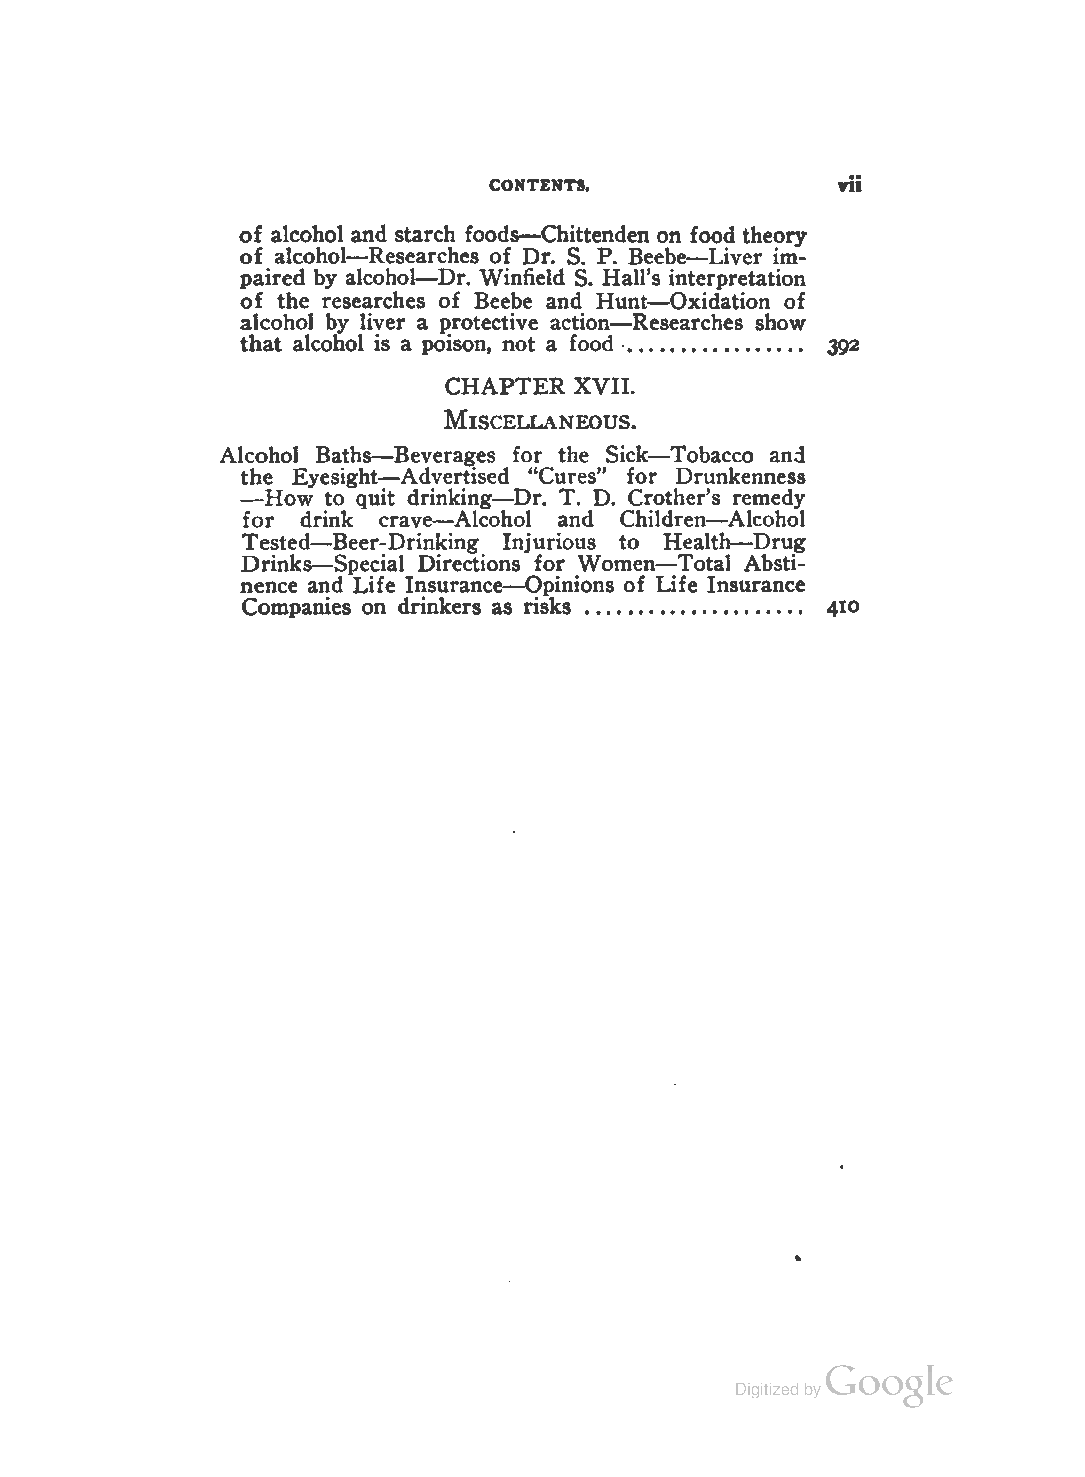 CONTENTS. vii
of alcohol and starch foods—Chittenden on food theory
of alcohol—Researches of Dr. S. P. Beebe—Liver im-
paired by alcohol—Dr. Winfield S. Hall's interpretation
of the researches of Beebe and Hunt—Oxidation of
alcohol by liver a protective action—Researches show
that alcohol is a poison, not a food ................. 392
CHAPTER XVII.
MISCELLANEOUS.
Alcohol Baths—Beverages for the Sick—Tobacco and
the Eyesight—Advertised "Cures" for Drunkenness
—How to quit drinking—Dr. T. D. Crother's remedy
for drink crave—Alcohol and Children—Alcohol
Tested—Beer-Drinking Injurious to Health—Drug
Drinks—Special Directions for Women—Total Absti-
nence and Life Insurance—Opinions of Life Insurance
Companies on drinkers as risks ..................... 410
Digitized by Google